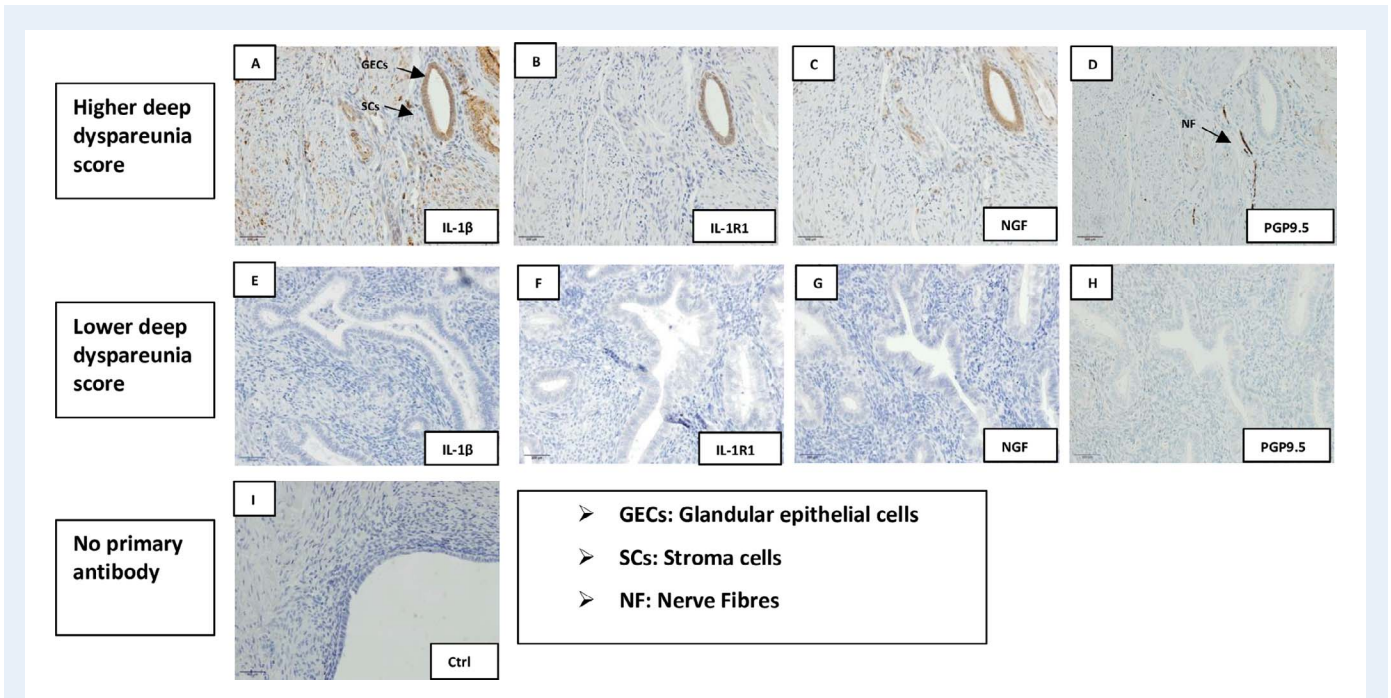 Higher deep
dyspareunia
score
A
GECs
SCs
IL-1β
B
IL-1R1
C
NGF
D
NF
PGP9.5
Lower deep
dyspareunia
score
E
IL-1β
F
IL-1R1
G
NGF
H
PGP9.5
No primary
antibody
I
Ctrl
➢ GECs: Glandular epithelial cells
➢ SCs: Stroma cells
➢ NF: Nerve Fibres